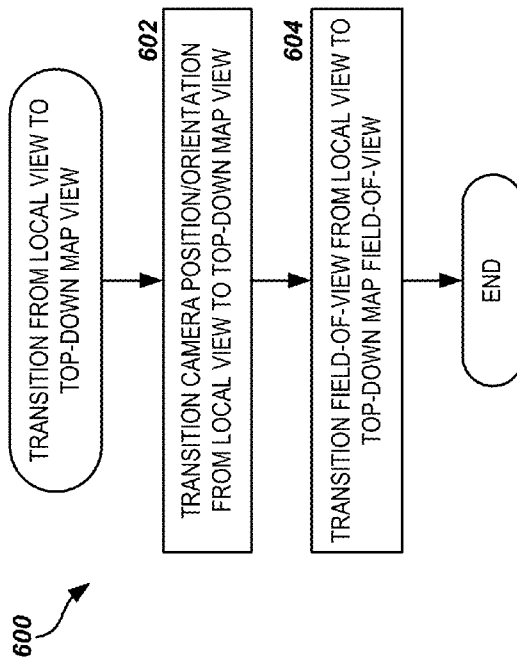 600
TRANSITION FROM LOCAL VIEW TO
TOP-DOWN MAP VIEW
602
TRANSITION CAMERA POSITION/ORIENTATION
FROM LOCAL VIEW TO TOP-DOWN MAP VIEW
604
TRANSITION FIELD-OF-VIEW FROM LOCAL VIEW TO
TOP-DOWN MAP FIELD-OF-VIEW
END